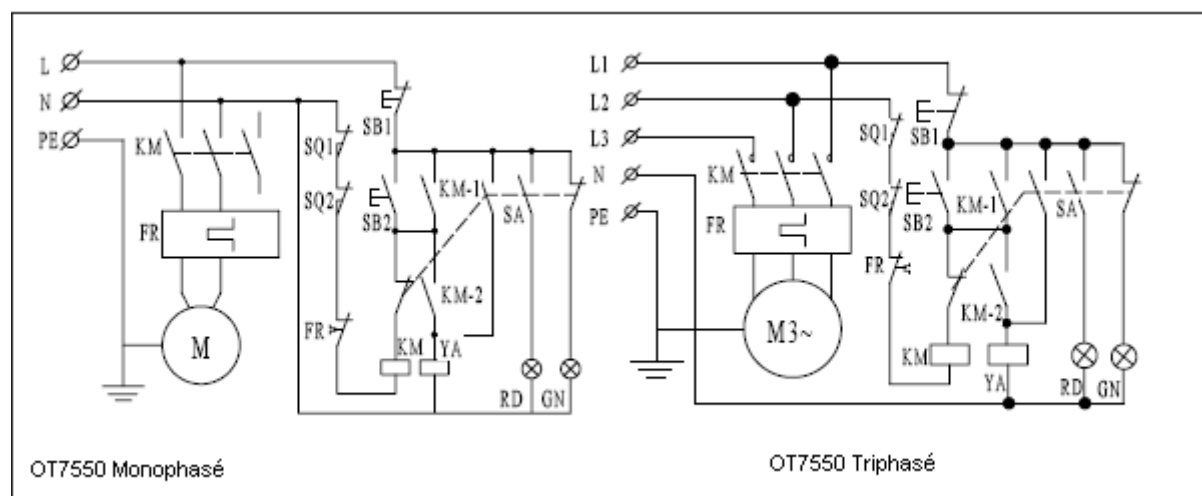 L
N
PE
KM
FR
M
SQ1
SQ2
FR
SB1
SB2
KM-1
SA
KM-2
KM
YA
RD
GN
OT7550 Monophasé
L1
L2
L3
N
PE
KM
FR
M3~
SQ1
SQ2
FR
SB1
SB2
KM-1
SA
KM-2
KM
YA
RD
GN
OT7550 Triphasé